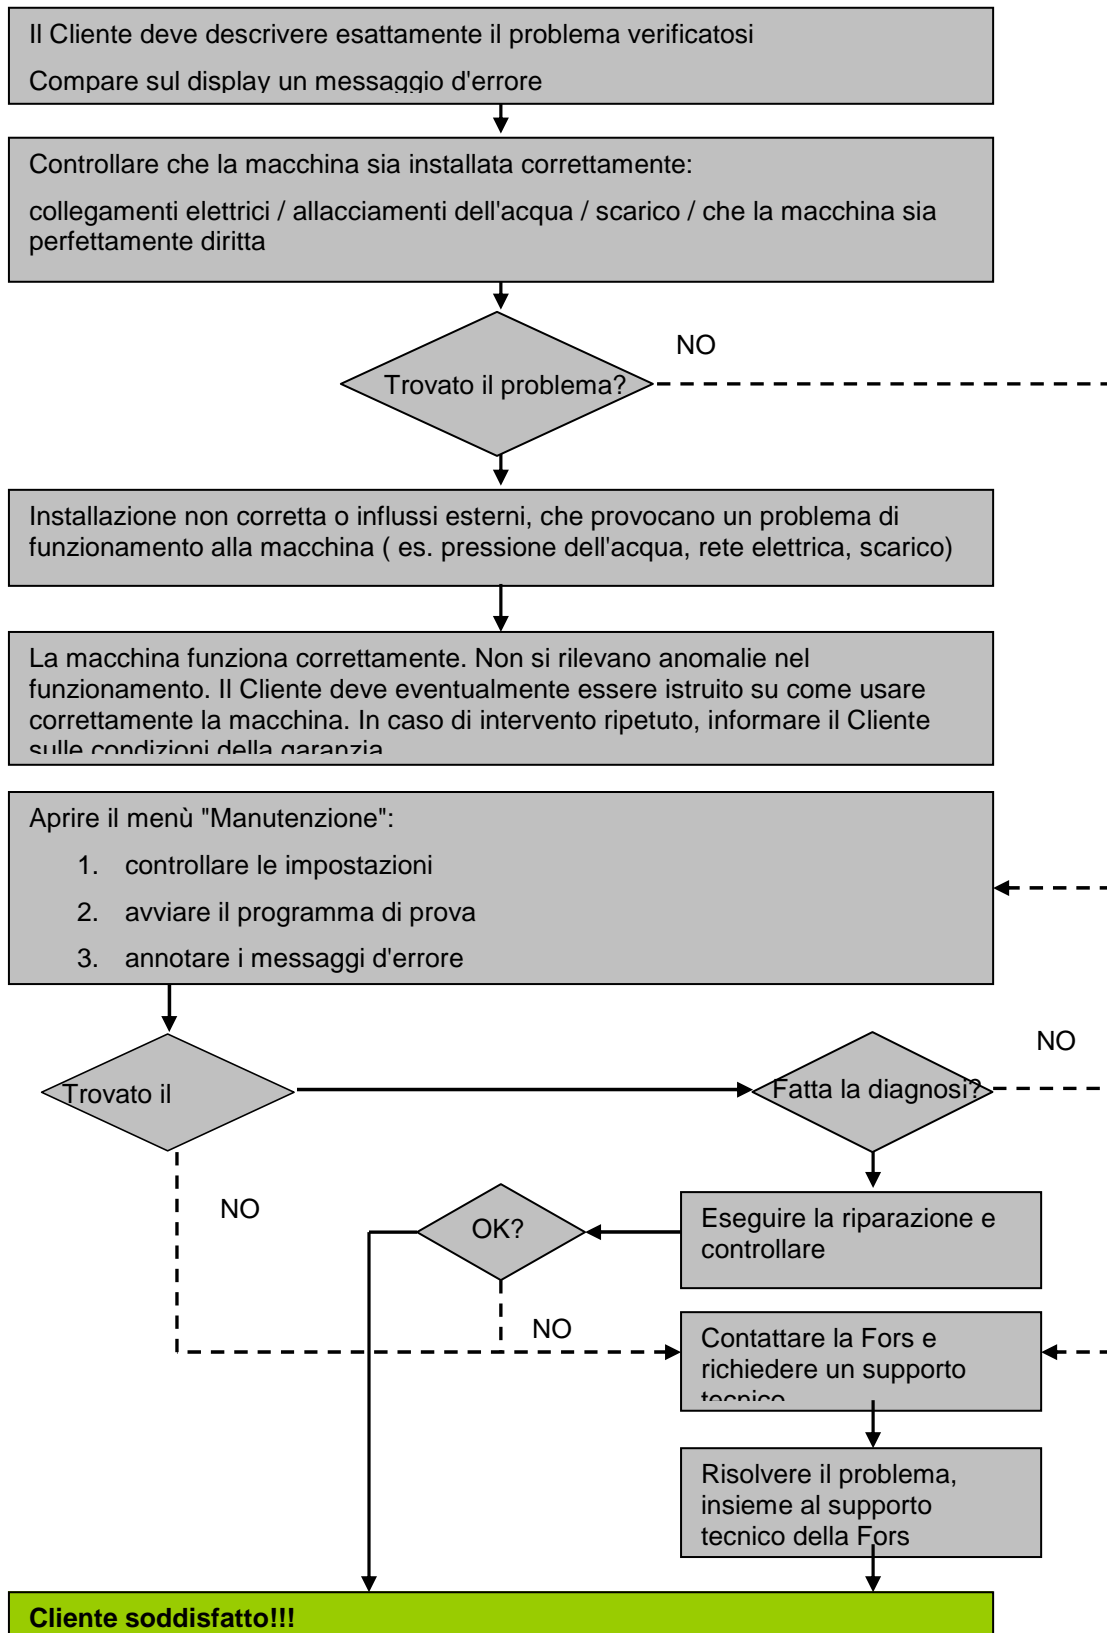 Il Cliente deve descrivere esattamente il problema verificatosi
Compare sul display un messaggio d'errore
Controllare che la macchina sia installata correttamente:
collegamenti elettrici / allacciamenti dell'acqua / scarico / che la macchina sia
perfettamente diritta
NO
Trovato il problema?
Installazione non corretta o influssi esterni, che provocano un problema di
funzionamento alla macchina ( es. pressione dell'acqua, rete elettrica, scarico)
La macchina funziona correttamente. Non si rilevano anomalie nel
funzionamento. Il Cliente deve eventualmente essere istruito su come usare
correttamente la macchina. In caso di intervento ripetuto, informare il Cliente
sulle condizioni della garanzia
Aprire il menù "Manutenzione":
1. controllare le impostazioni
2. avviare il programma di prova
3. annotare i messaggi d'errore
NO
Trovato il
Fatta la diagnosi?
NO
OK?
Eseguire la riparazione e
controllare
NO
Contattare la Fors e
richiedere un supporto
tecnico
Risolvere il problema,
insieme al supporto
tecnico della Fors
Cliente soddisfatto!!!